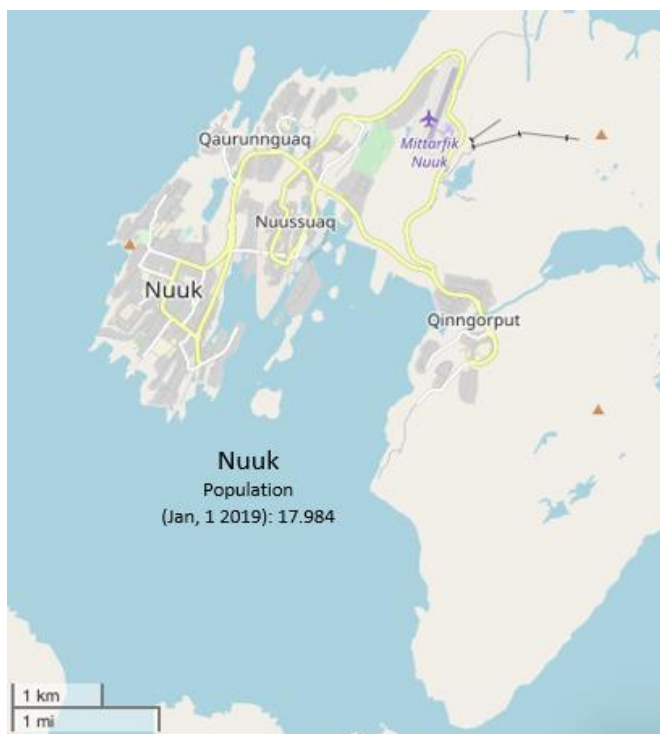 Qaurunnguaq
Mittarfik
Nuuk
Nuussuaq
Nuuk
Qinngorput
Nuuk
Population
(Jan, 1 2019): 17.984
1 km
1 mi